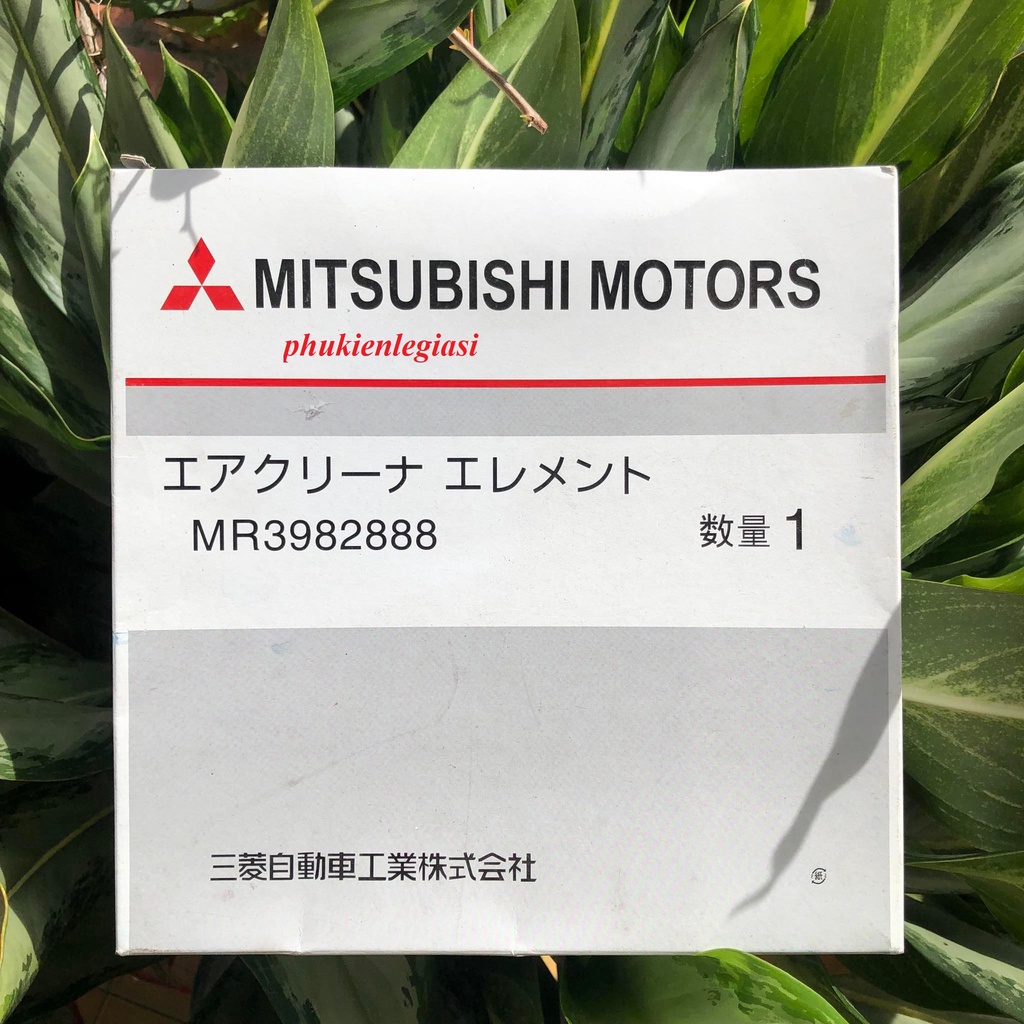 MITSUBISHI MOTORS
phukienlegiasi
エアクリーナ エレメント
MR3982888
数量 1
三菱自動車工業株式会社
紙